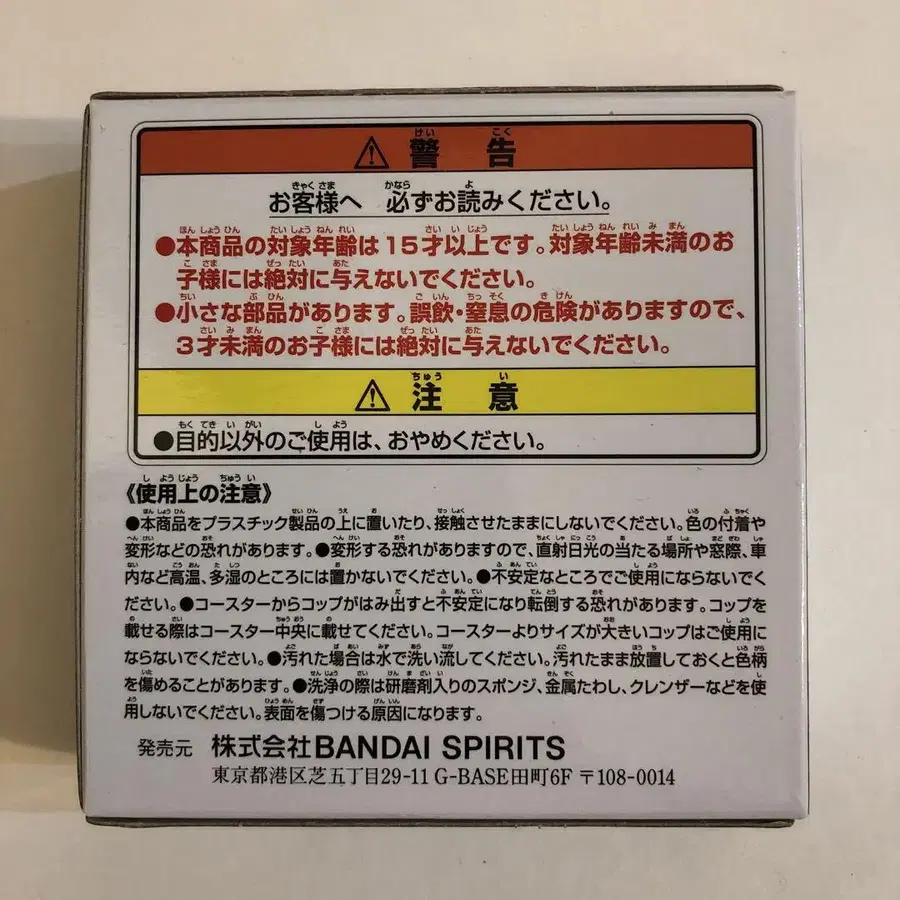 ⚠警告
お客様へ 必ずお読みください。
●本商品の対象年齢は15才以上です。対象年齢未満のお
子様には絶対に与えないでください。
●小さな部品があります。誤飲・窒息の危険がありますので、
3才未満のお子様には絶対に与えないでください。
⚠注意
●目的以外のご使用は、おやめください。
《使用上の注意》
●本商品をプラスチック製品の上に置いたり、接触させたままにしないでください。色の付着や
変形などの恐れがあります。●変形する恐れがありますので、直射日光の当たる場所や窓際、車
内など高温、多湿のところには置かないでください。●不安定なところでご使用にならないでく
ださい。●コースターからコップがはみ出すと不安定になり転倒する恐れがあります。コップを
載せる際はコースター中央に載せてください。コースターよりサイズが大きいコップはご使用に
ならないでください。●汚れた場合は水で洗い流してください。汚れたまま放置しておくと色柄
を傷めることがあります。●洗浄の際は研磨剤入りのスポンジ、金属たわし、クレンザーなどを使
用しないでください。表面を傷つける原因になります。
発売元 株式会社BANDAI SPIRITS
東京都港区芝五丁目29-11 G-BASE田町6F 〒108-0014